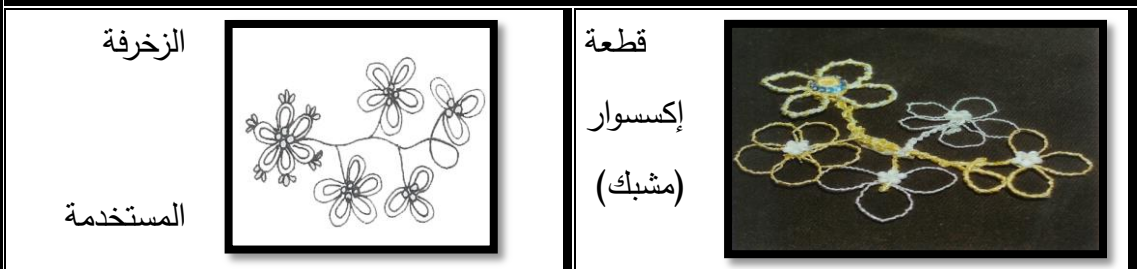 قطعة
إكسسوار
(مشبك)
الزخرفة
المستخدمة